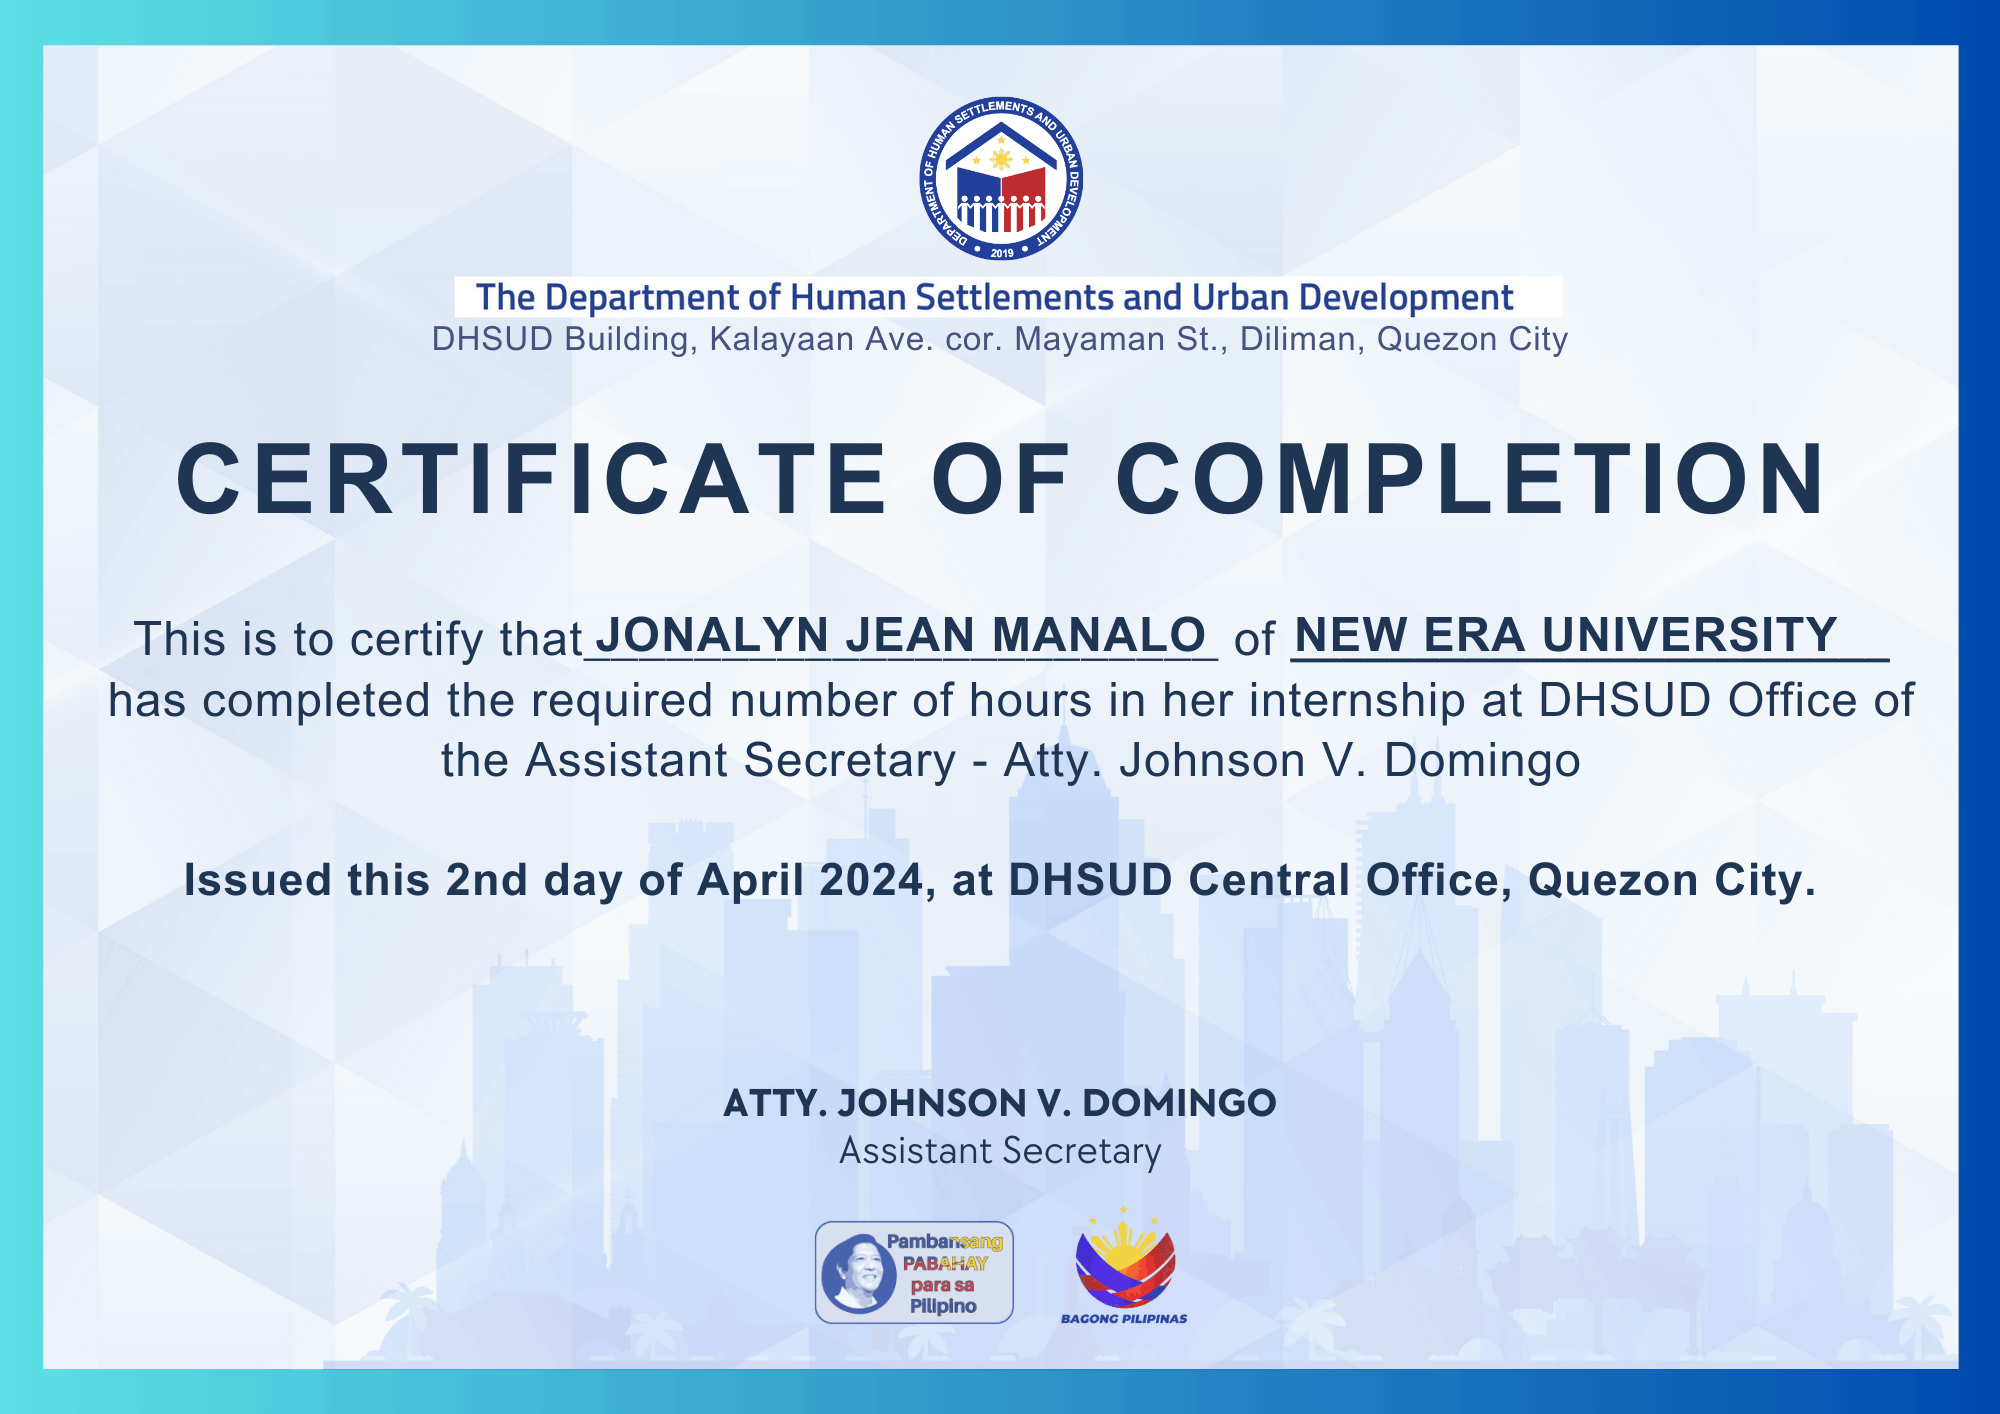 DEPARTMENT OF HUMAN SETTLEMENTS AND URBAN DEVELOPMENT
2019
The Department of Human Settlements and Urban Development
DHSUD Building, Kalayaan Ave. cor. Mayaman St., Diliman, Quezon City
CERTIFICATE OF COMPLETION
This is to certify that JONALYN JEAN MANALO of NEW ERA UNIVERSITY
has completed the required number of hours in her internship at DHSUD Office of
the Assistant Secretary - Atty. Johnson V. Domingo
Issued this 2nd day of April 2024, at DHSUD Central Office, Quezon City.
ATTY. JOHNSON V. DOMINGO
Assistant Secretary
Pambansang
PABAHAY
para sa
Pilipino
BAGONG PILIPINAS